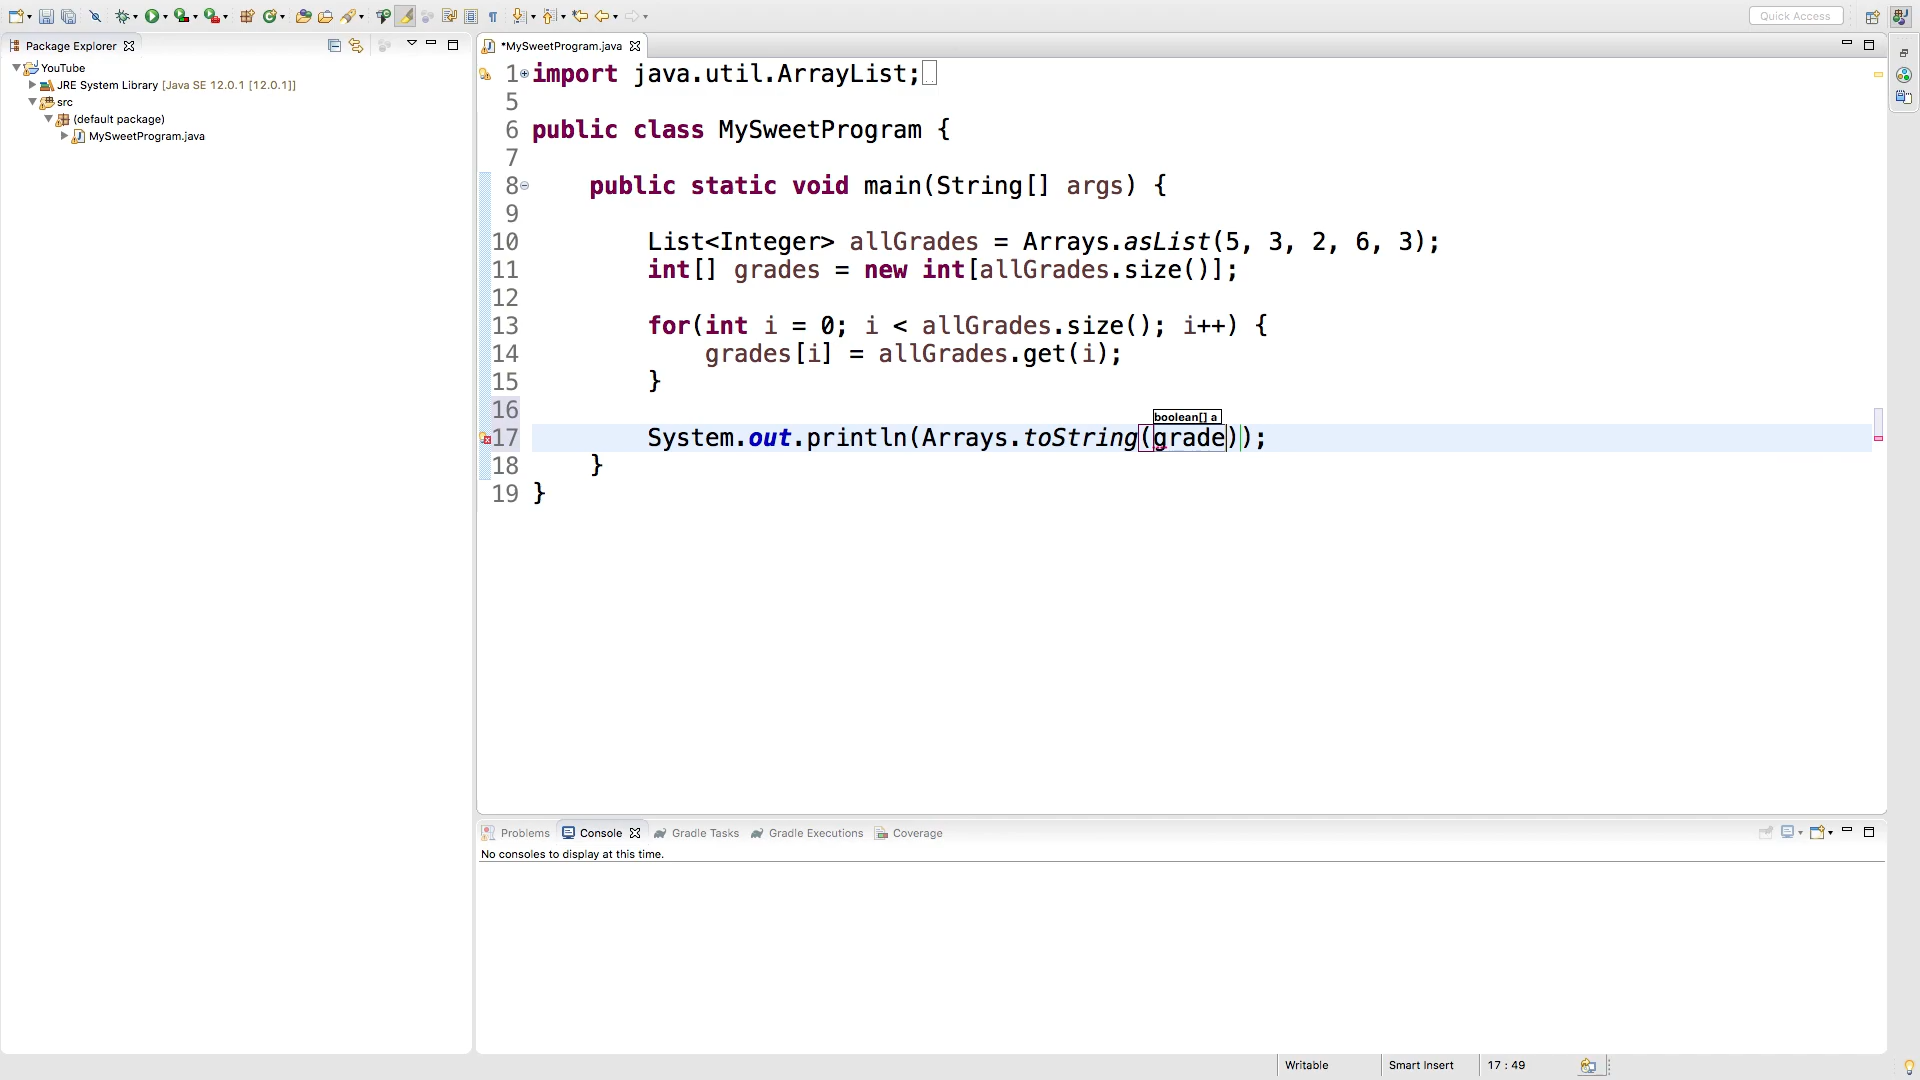 Quick Access
Package Explorer
*MySweetProgram.java
YouTube
JRE System Library [Java SE 12.0.1 [12.0.1]]
src
(default package)
MySweetProgram.java
1 import java.util.ArrayList;
5
6 public class MySweetProgram {
7
8 public static void main(String[] args) {
9
10 List<Integer> allGrades = Arrays.asList(5, 3, 2, 6, 3);
11 int[] grades = new int[allGrades.size()];
12
13 for(int i = 0; i < allGrades.size(); i++) {
14 grades[i] = allGrades.get(i);
15 }
16
boolean[] a
17 System.out.println(Arrays.toString(grade));
18 }
19 }
Problems Console Gradle Tasks Gradle Executions Coverage
No consoles to display at this time.
Writable Smart Insert 17 : 49